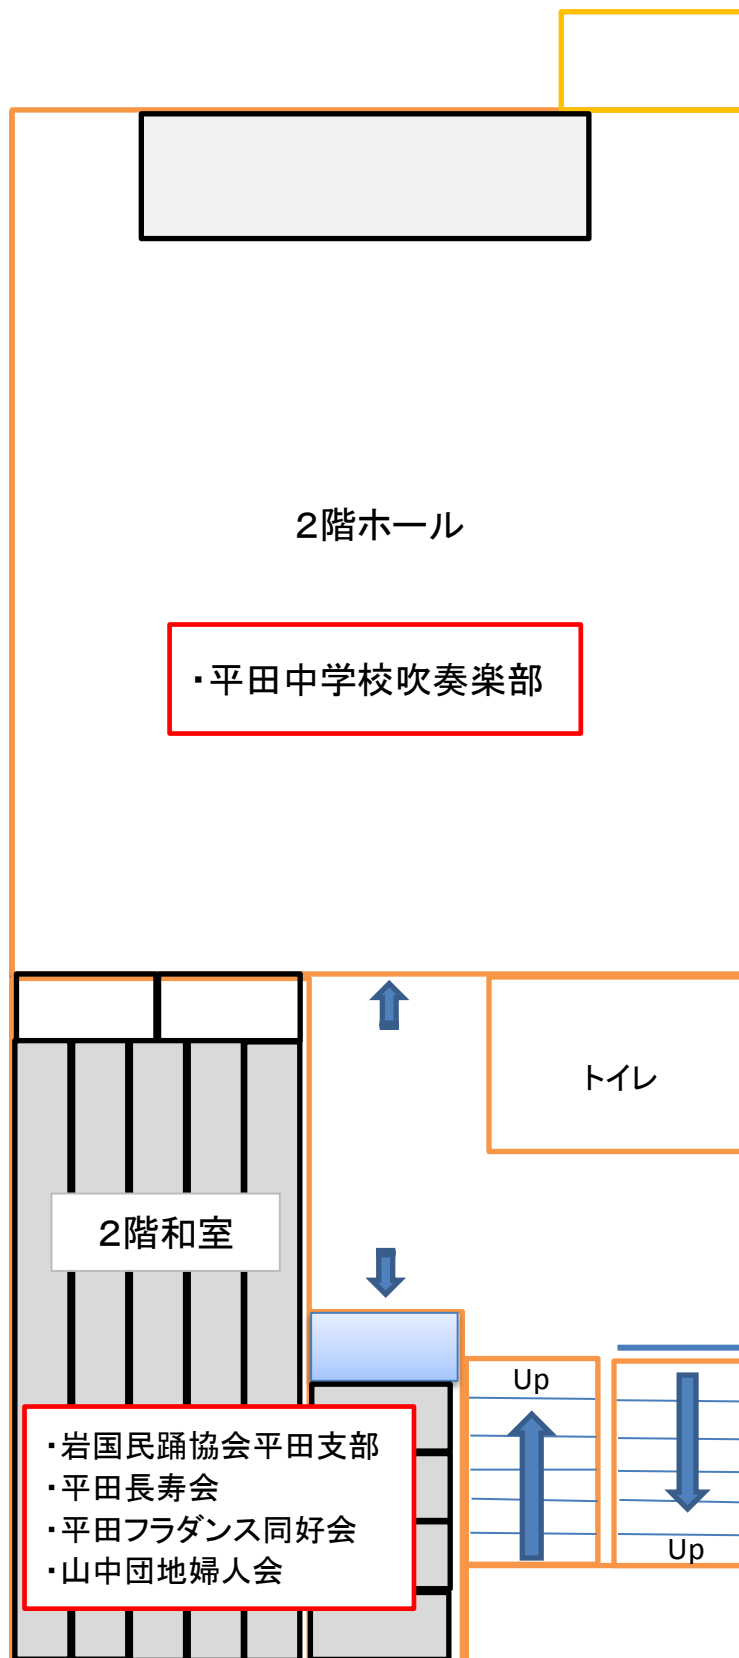 ２階ホール
・平田中学校吹奏楽部
トイレ
２階和室
Up
・岩国民踊協会平田支部
・平田長寿会
・平田フラダンス同好会
・山中団地婦人会
Up